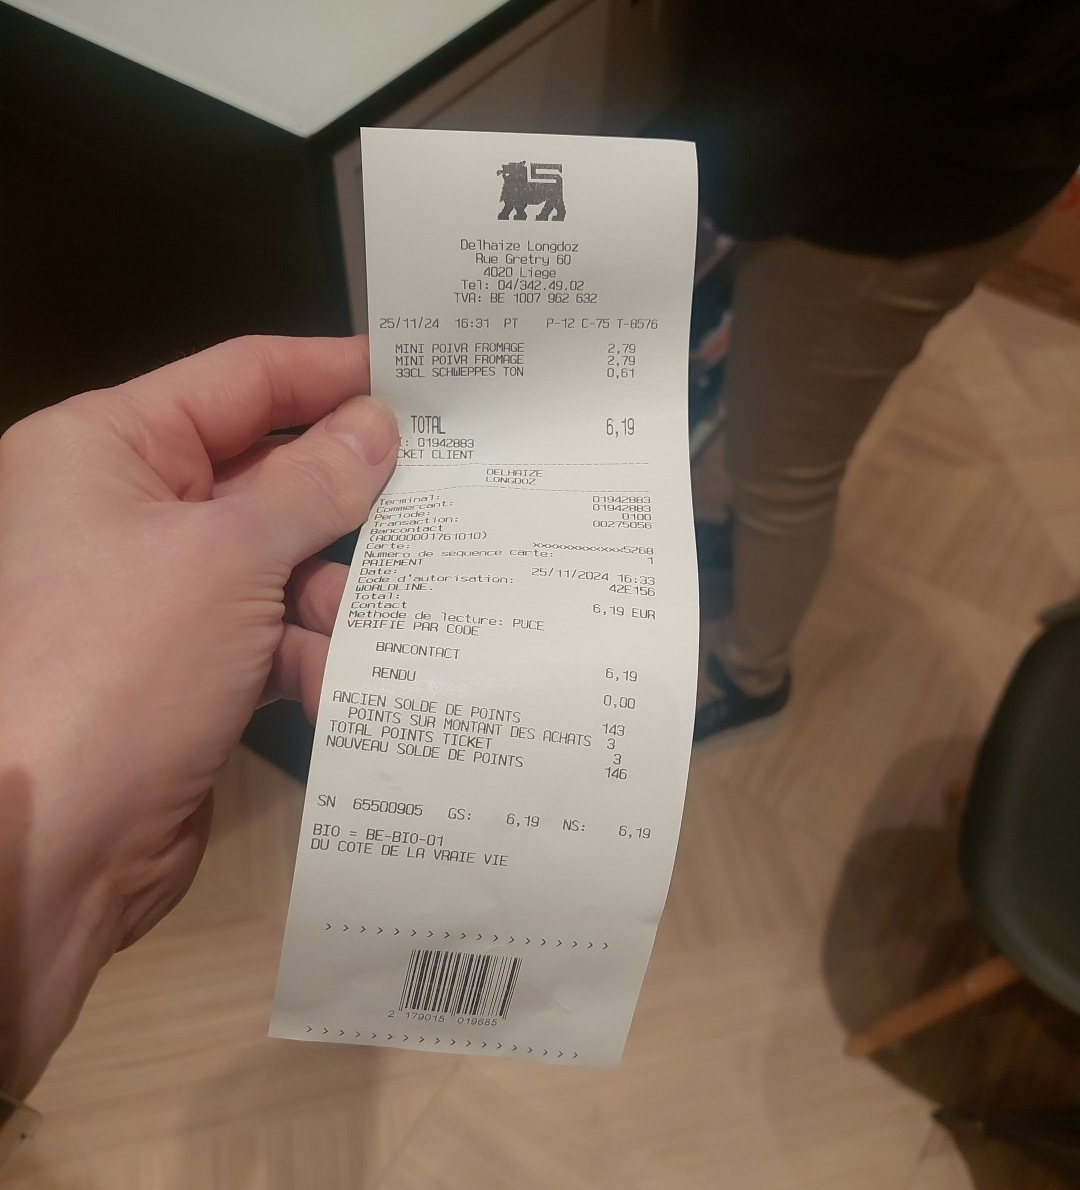 Delhaize Longdoz
Rue Gretry 60
4020 Liege
Tel: 04/342.49.02
TVA: BE 1007 962 632
25/11/24 16:31 PT P-12 C-75 T-8576
MINI POIVR FROMAGE 2,79
MINI POIVR FROMAGE 2,79
33CL SCHWEPPES TON 0,61
TOTAL 6,19
: 01942883
CKET CLIENT
DELHAIZE
LONGDOZ
Terminal: 01942883
Commercant: 01942883
Periode: 0100
Transaction: 00275056
Bancontact
(A0000001761010)
Carte: xxxxxxxxxxxxx5268
Numero de sequence carte: 1
PAIEMENT
Date: 25/11/2024 16:33
Code d'autorisation: 42E156
WORLDLINE.
Total: 6,19 EUR
Contact
Methode de lecture: PUCE
VERIFIE PAR CODE
BANCONTACT 6,19
RENDU 0,00
ANCIEN SOLDE DE POINTS 143
POINTS SUR MONTANT DES ACHATS 3
TOTAL POINTS TICKET 3
NOUVEAU SOLDE DE POINTS 146
SN 65500905 GS: 6,19 NS: 6,19
BIO = BE-BIO-01
DU COTE DE LA VRAIE VIE
> > > > > > > > > > > > > > > > >
2 179015 019685
> > > > > > > > > > > > > > > > >